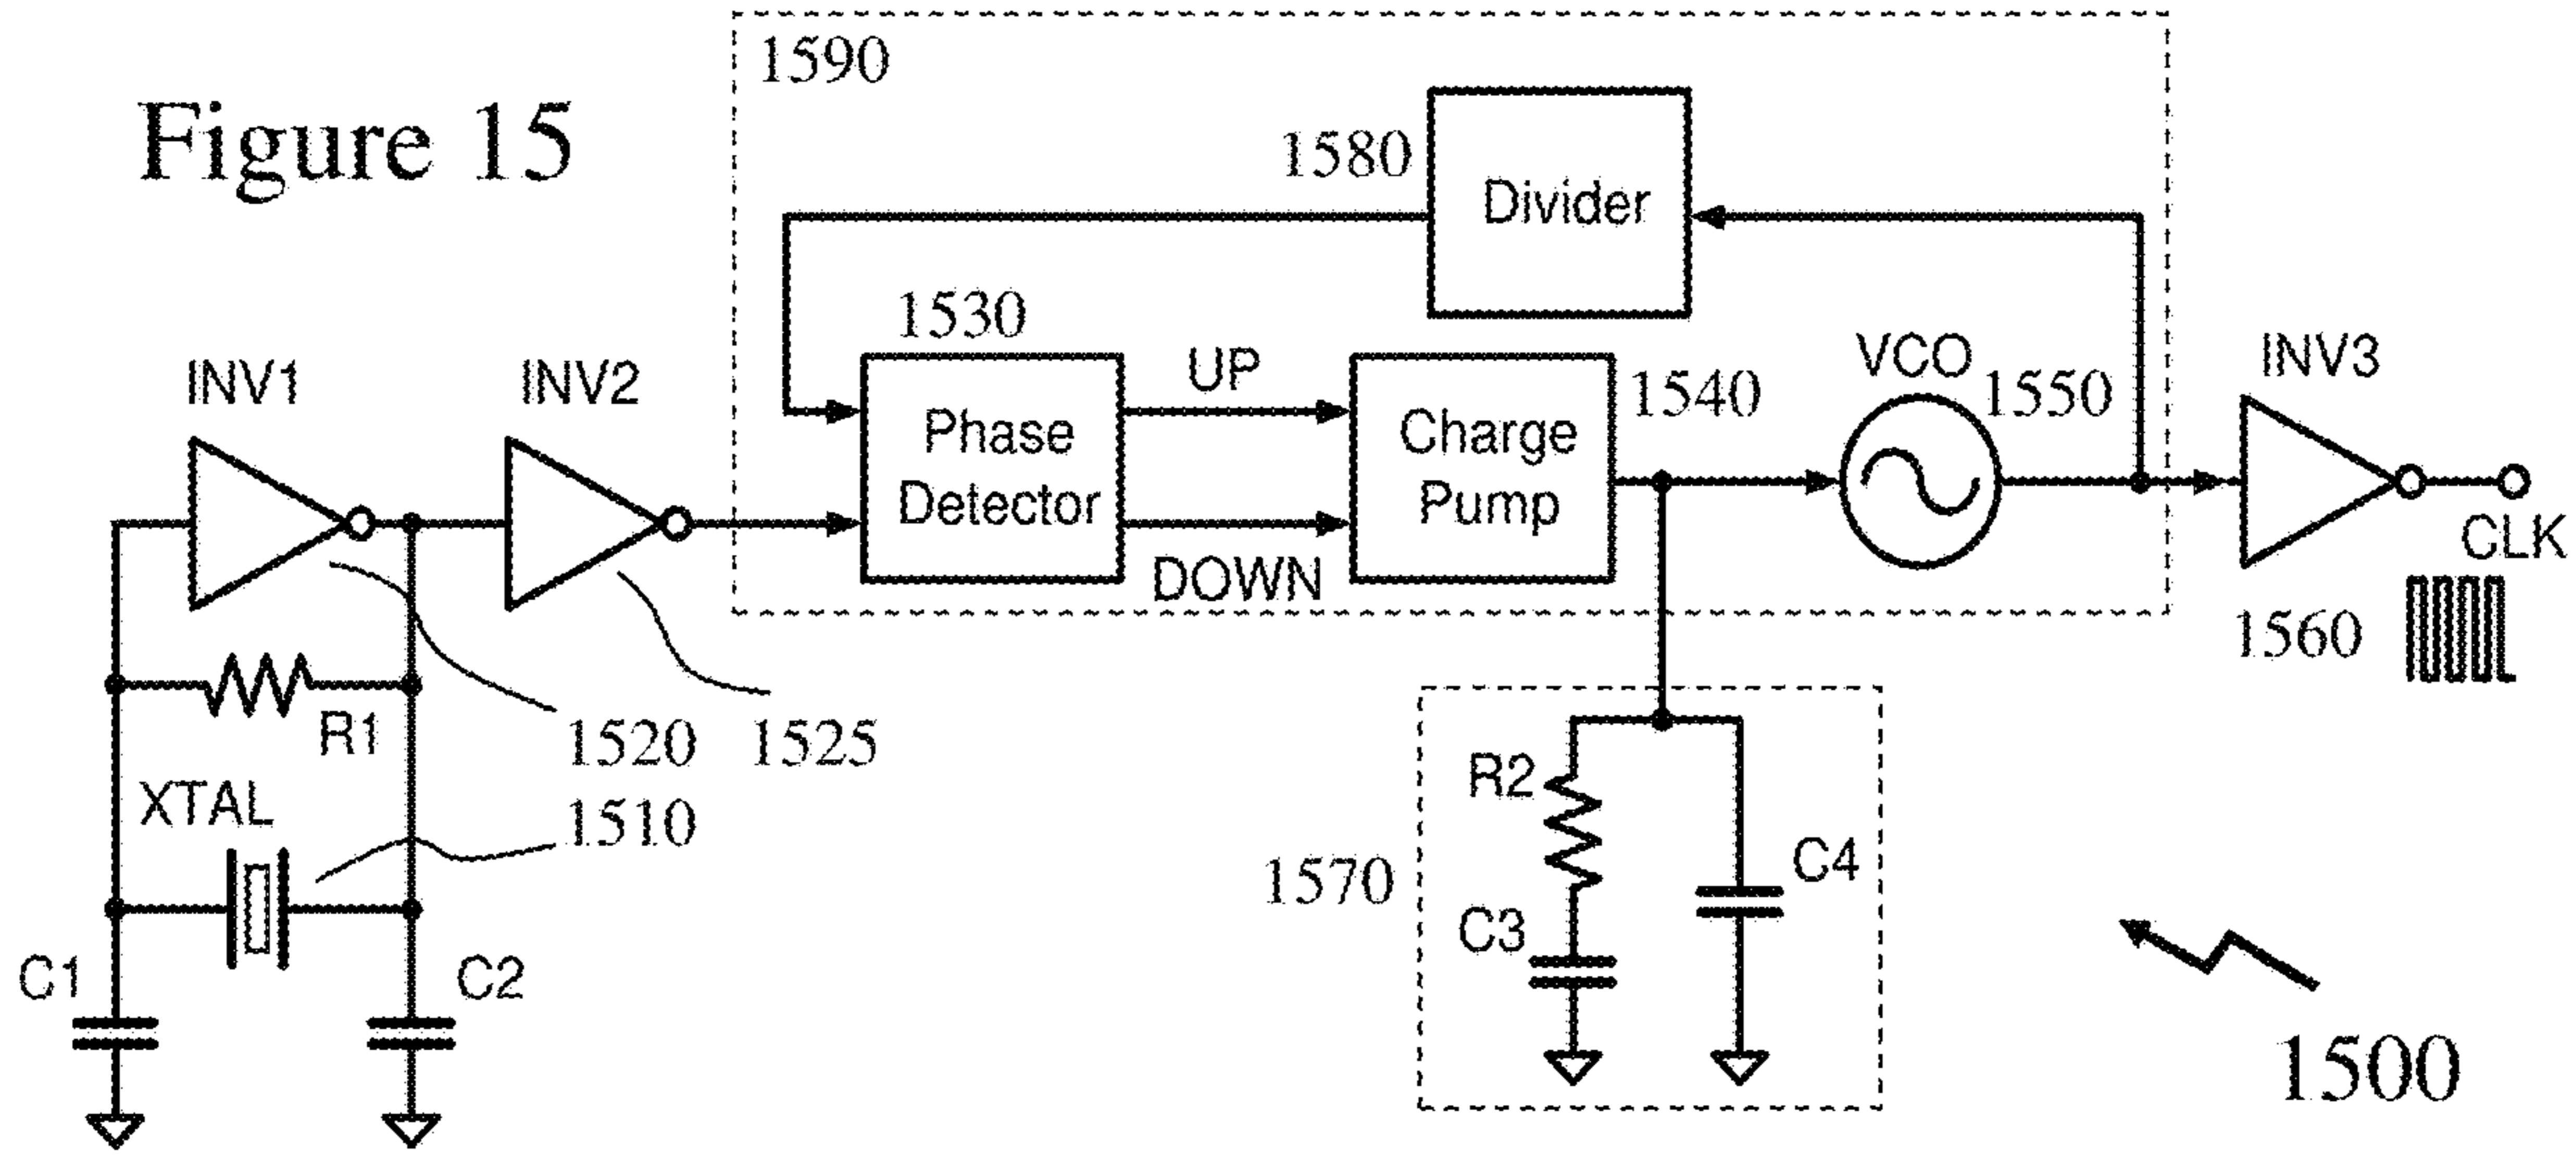 Figure 15
1590
1580
Divider
1530
INV1
INV2
UP
1540
VCO
1550
INV3
Phase
Detector
Charge
Pump
DOWN
CLK
1560
R1
1520
1525
XTAL
1510
R2
C4
1570
C3
C1
C2
1500